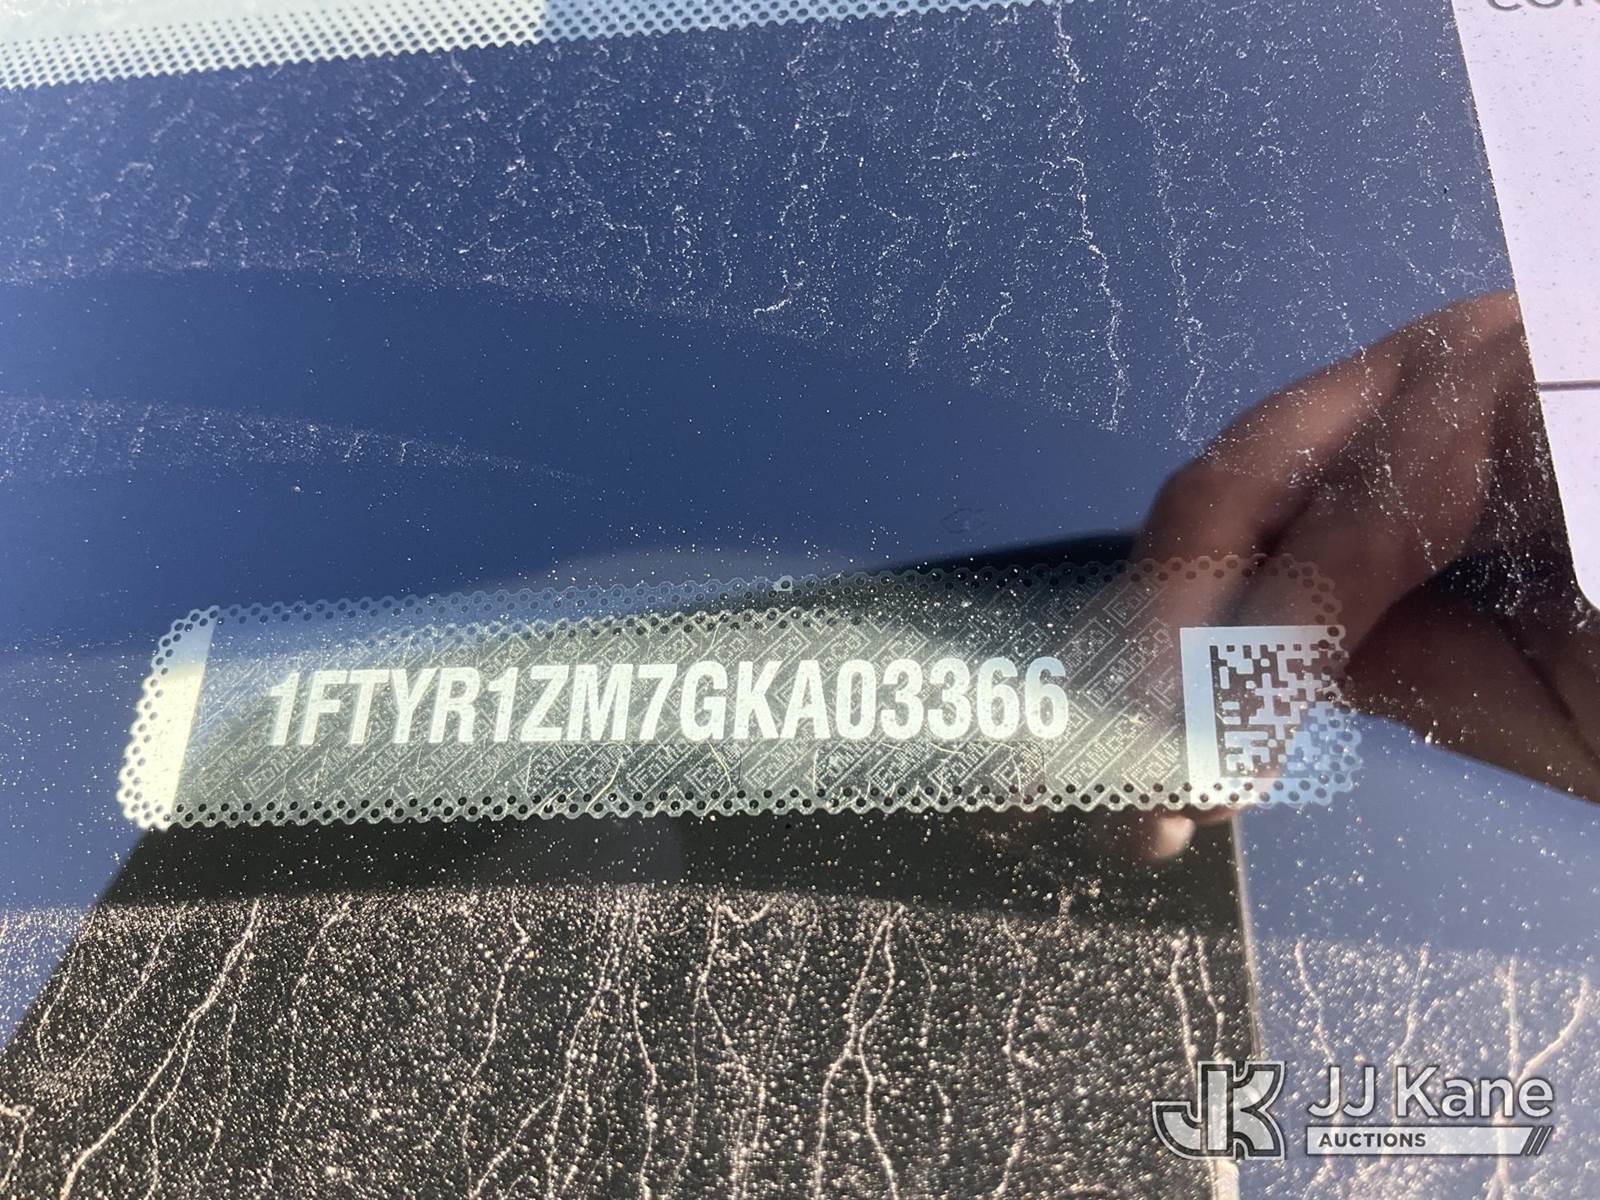 1FTYR1ZM7GKA03366
JJ Kane
AUCTIONS